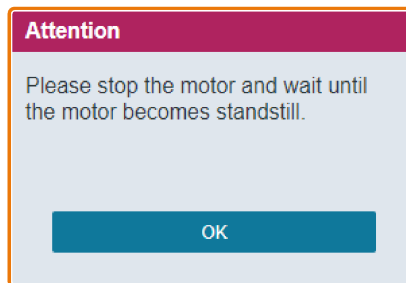 Attention
Please stop the motor and wait until
the motor becomes standstill.
OK